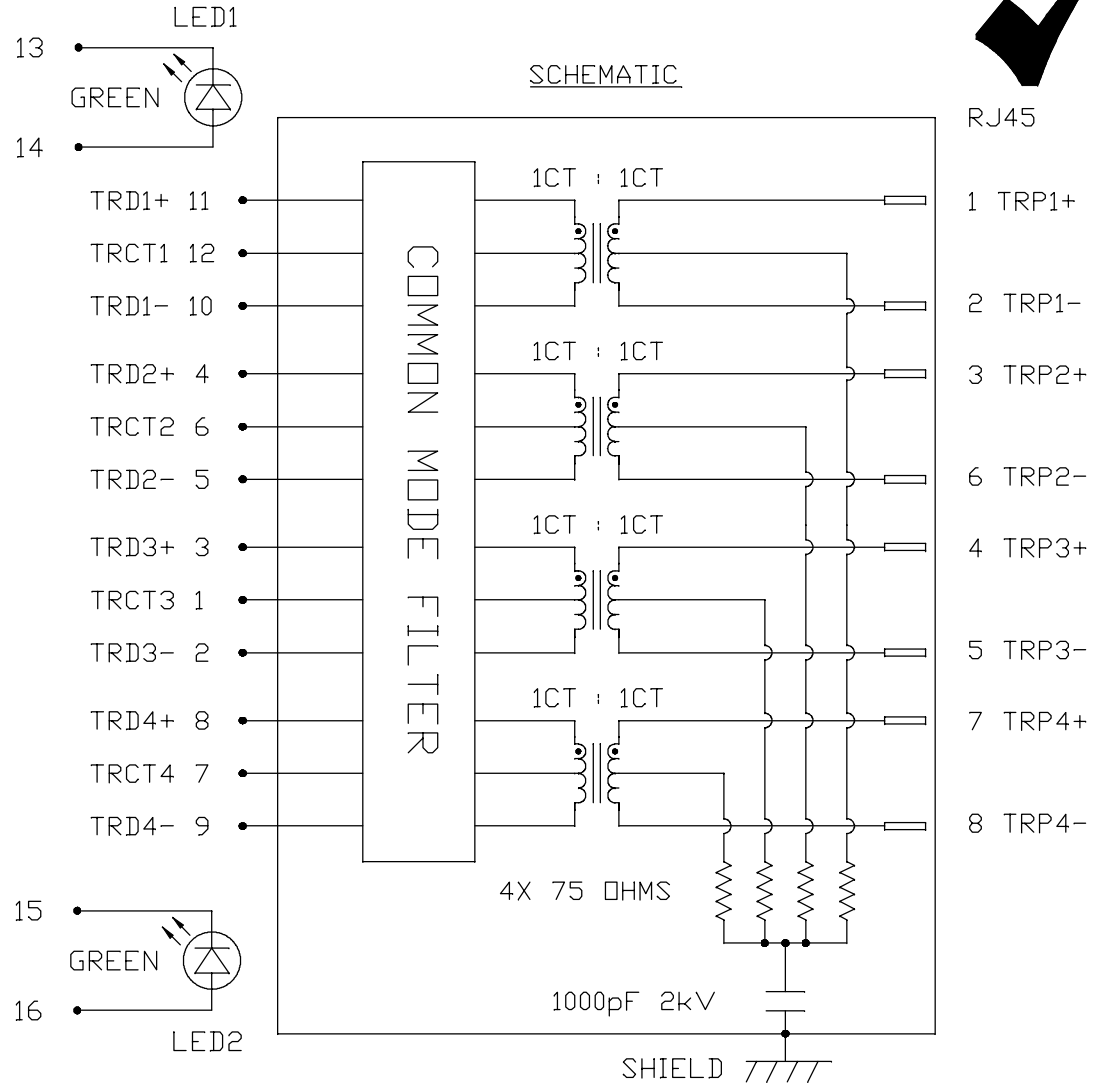 LED1
13
SCHEMATIC
GREEN
RJ45
14
1CT : 1CT
TRD1+ 11
1 TRP1+
TRCT1 12
TRD1- 10
2 TRP1-
1CT : 1CT
TRD2+ 4
3 TRP2+
TRCT2 6
TRD2- 5
6 TRP2-
1CT : 1CT
TRD3+ 3
4 TRP3+
TRCT3 1
TRD3- 2
5 TRP3-
1CT : 1CT
TRD4+ 8
7 TRP4+
TRCT4 7
TRD4- 9
8 TRP4-
COMMON MODE FILTER
4X 75 OHMS
15
GREEN
1000pF 2kV
16
LED2
SHIELD